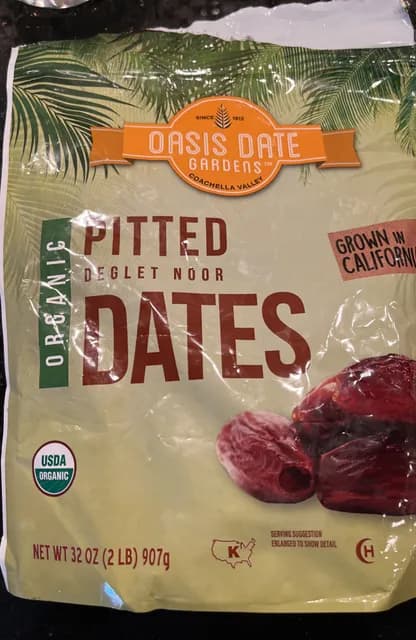 SINCE 1912
OASIS DATE
GARDENS™
COACHELLA VALLEY
ORGANIC
PITTED
DEGLET NOOR
DATES
GROWN IN
CALIFORNI
USDA
ORGANIC
NET WT 32 OZ (2 LB) 907g
K
SERVING SUGGESTION
ENLARGED TO SHOW DETAIL
H